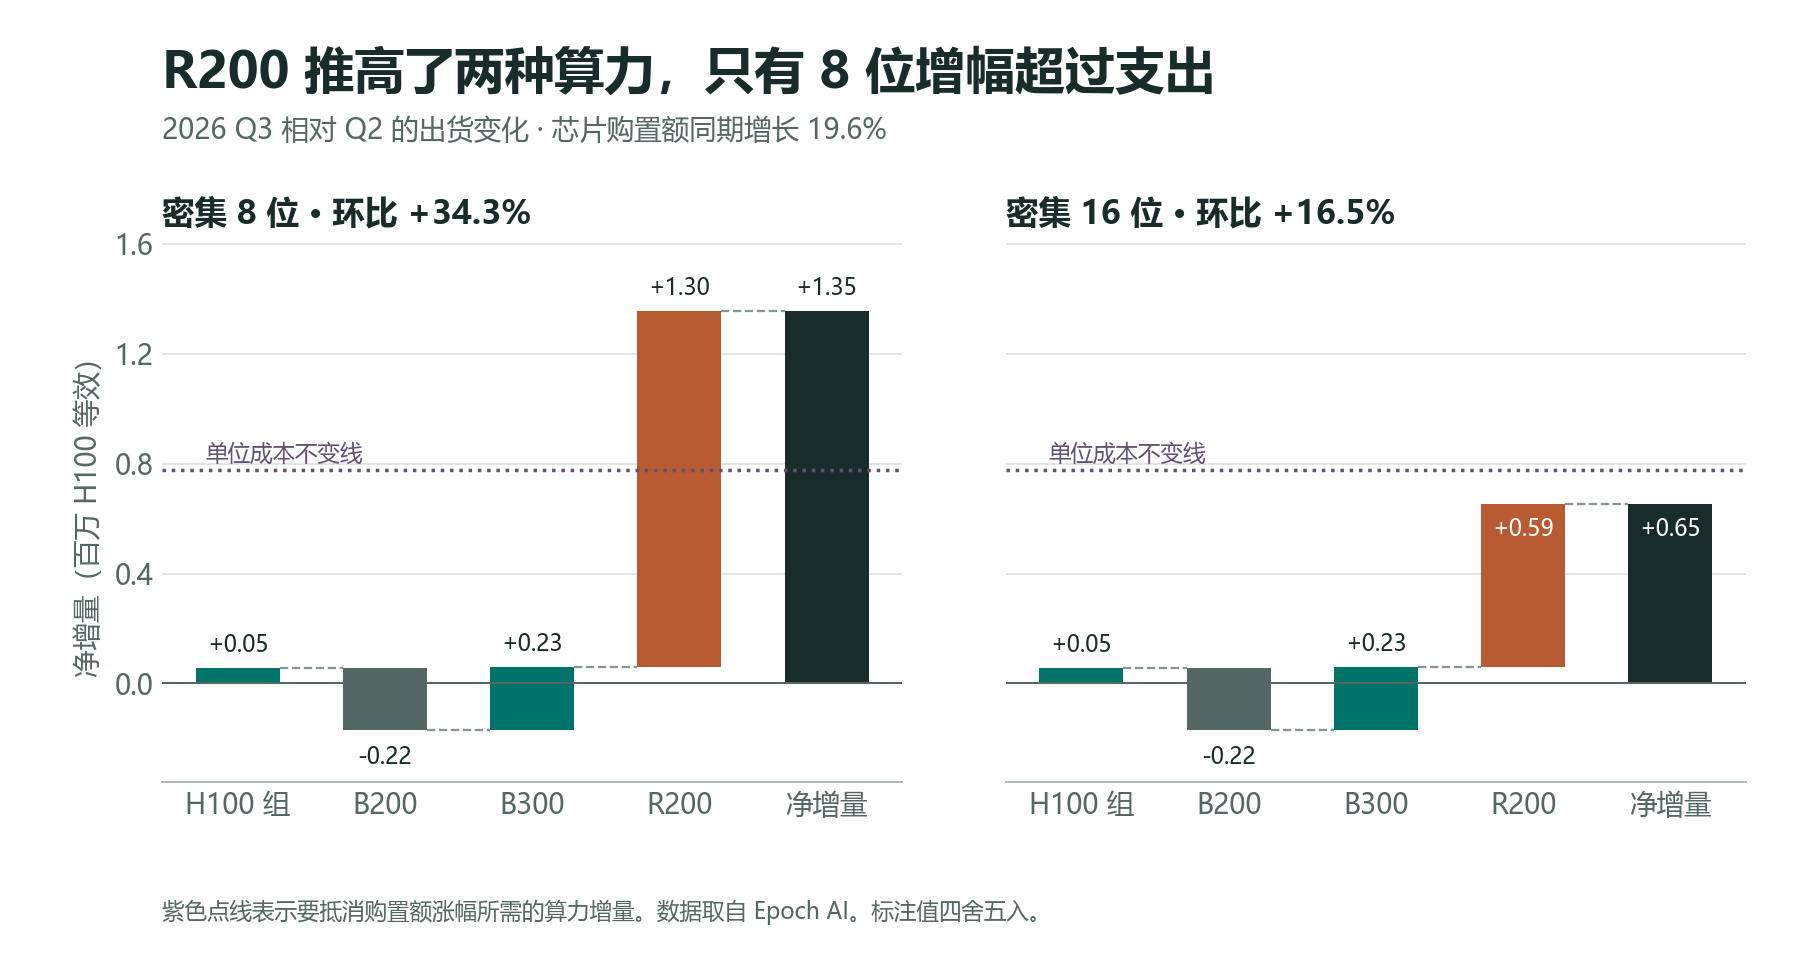 R200 推高了两种算力，只有 8 位增幅超过支出
2026 Q3 相对 Q2 的出货变化 · 芯片购置额同期增长 19.6%
密集 8 位 • 环比 +34.3%
净增量（百万 H100 等效）
1.6
1.2
0.8
0.4
0.0
单位成本不变线
+0.05
-0.22
+0.23
+1.30
+1.35
H100 组
B200
B300
R200
净增量
密集 16 位 • 环比 +16.5%
单位成本不变线
+0.05
-0.22
+0.23
+0.59
+0.65
H100 组
B200
B300
R200
净增量
紫色点线表示要抵消购置额涨幅所需的算力增量。数据取自 Epoch AI。标注值四舍五入。